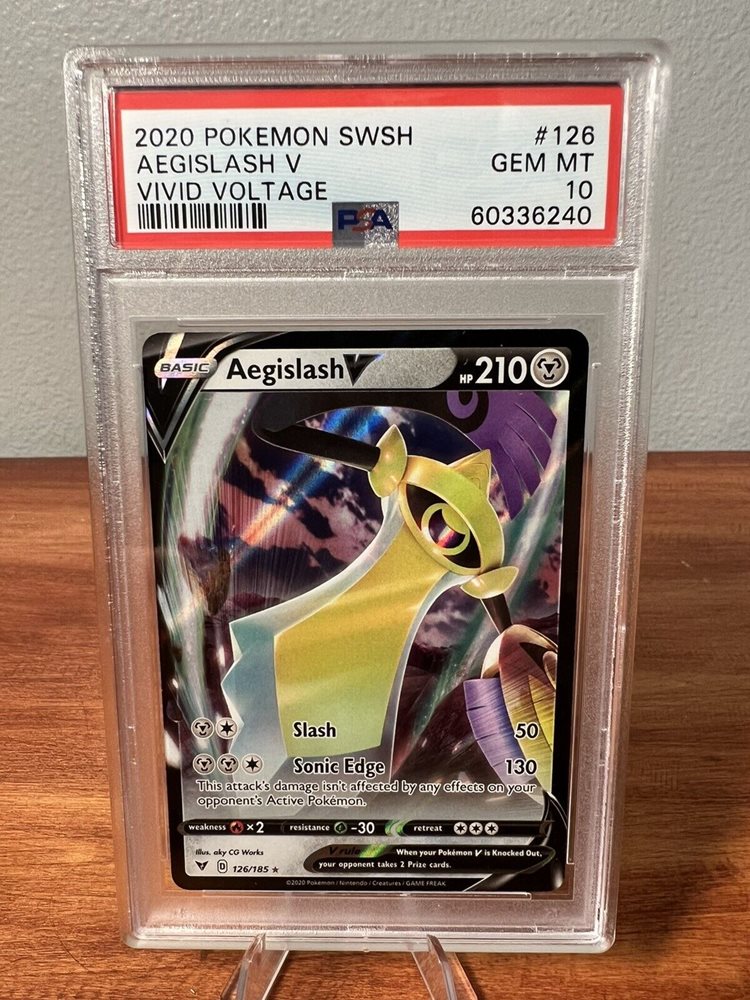 2020 POKEMON SWSH #126
AEGISLASH V GEM MT
VIVID VOLTAGE 10
PSA 60336240
BASIC Aegislash V HP 210
Slash 50
Sonic Edge 130
This attack's damage isn't affected by any effects on your
opponent's Active Pokémon.
weakness ×2 resistance -30 retreat
Illus. aky CG Works
V rule When your Pokémon V is Knocked Out,
your opponent takes 2 Prize cards.
D 126/185 ★
©2020 Pokémon / Nintendo / Creatures / GAME FREAK